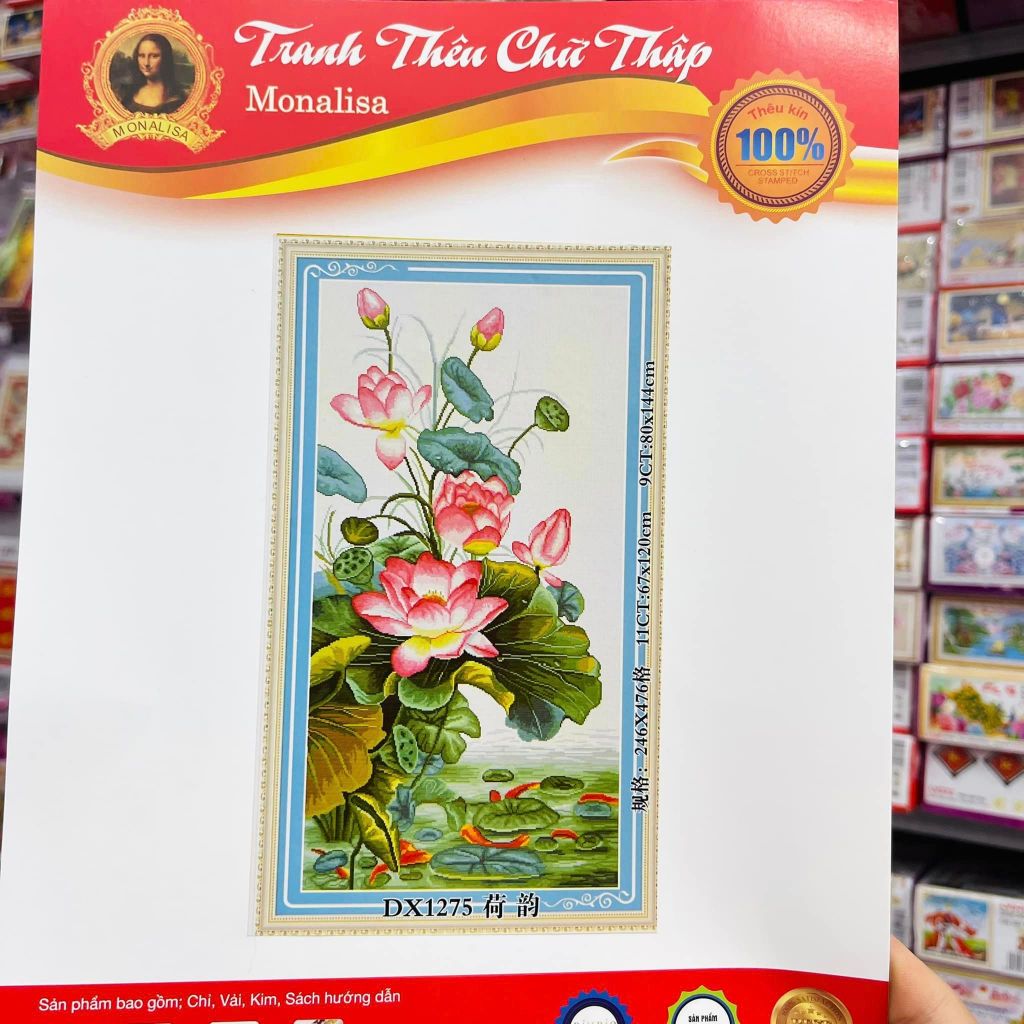 Tranh Thêu Chữ Thập
Monalisa
MONALISA
Thêu kín
100%
CROSS STITCH
STAMPED
规格：246X476格 11CT:67x120cm 9CT:80x144cm
DX1275 荷韵
Sản phẩm bao gồm; Chỉ, Vải, Kim, Sách hướng dẫn
SẢN PHẨM